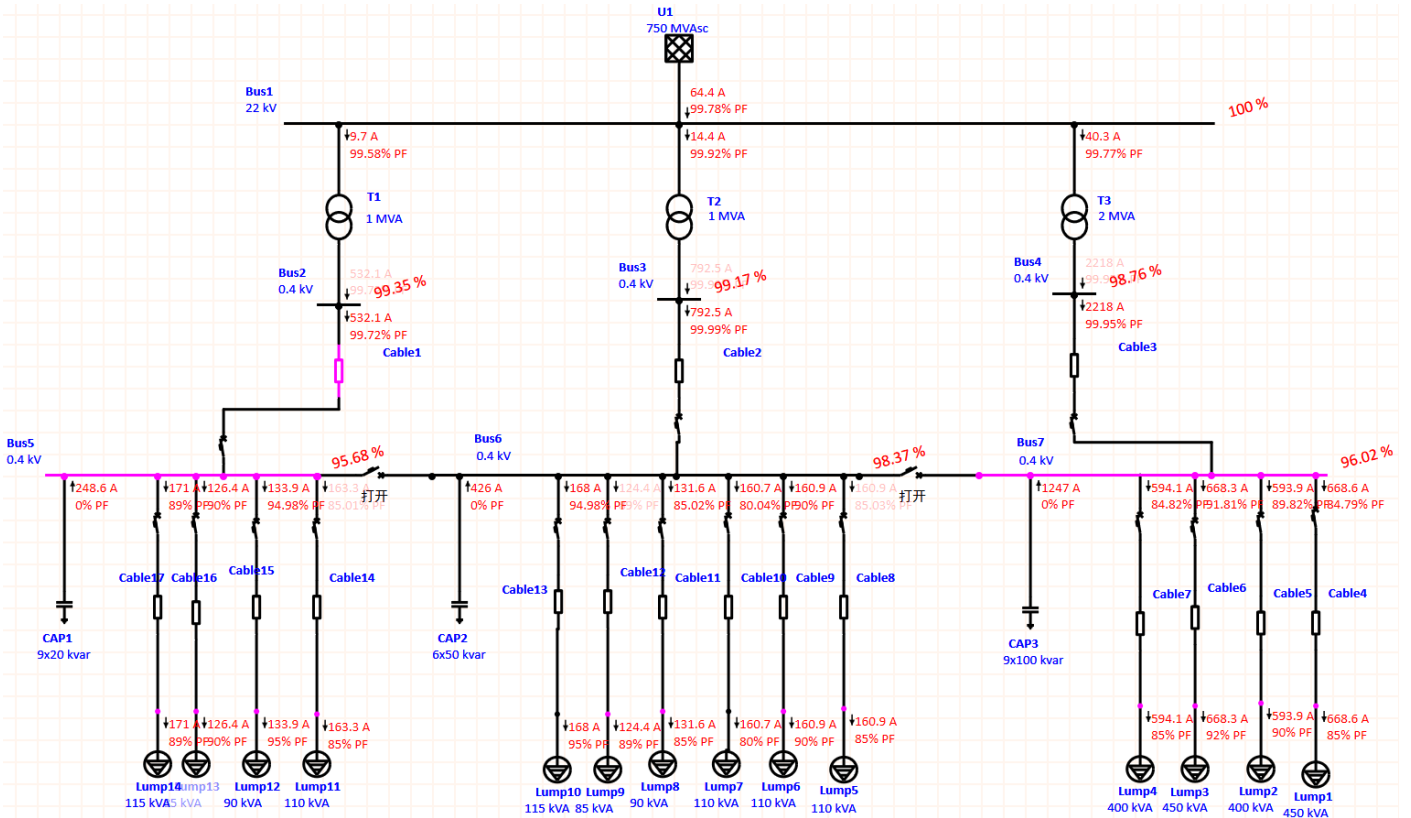 U1
750 MVAsc
64.4 A
99.78% PF
Bus1
22 kV
100 %
9.7 A
99.58% PF
14.4 A
99.92% PF
40.3 A
99.77% PF
T1
1 MVA
T2
1 MVA
T3
2 MVA
Bus2
0.4 kV
532.1 A
99.35 %
532.1 A
99.72% PF
Cable1
Bus3
0.4 kV
792.5 A
99.17 %
792.5 A
99.99% PF
Cable2
Bus4
0.4 kV
2218 A
98.76 %
2218 A
99.95% PF
Cable3
Bus5
0.4 kV
95.68 %
打开
Bus6
0.4 kV
98.37 %
打开
Bus7
0.4 kV
96.02 %
248.6 A
0% PF
171 A
89% PF
126.4 A
90% PF
133.9 A
94.98% PF
163.3 A
85.01% PF
426 A
0% PF
168 A
94.98% PF
124.4 A
131.6 A
85.02% PF
160.7 A
80.04% PF
160.9 A
90% PF
160.9 A
85.03% PF
1247 A
0% PF
594.1 A
84.82% PF
668.3 A
91.81% PF
593.9 A
89.82% PF
668.6 A
84.79% PF
Cable17
Cable16
Cable15
Cable14
Cable13
Cable12
Cable11
Cable10
Cable9
Cable8
Cable7
Cable6
Cable5
Cable4
CAP1
9x20 kvar
CAP2
6x50 kvar
CAP3
9x100 kvar
171 A
89% PF
126.4 A
90% PF
133.9 A
95% PF
163.3 A
85% PF
168 A
95% PF
124.4 A
89% PF
131.6 A
85% PF
160.7 A
80% PF
160.9 A
90% PF
160.9 A
85% PF
594.1 A
85% PF
668.3 A
92% PF
593.9 A
90% PF
668.6 A
85% PF
Lump14
115 kVA
Lump13
Lump12
90 kVA
Lump11
110 kVA
Lump10
115 kVA
Lump9
85 kVA
Lump8
90 kVA
Lump7
110 kVA
Lump6
110 kVA
Lump5
110 kVA
Lump4
400 kVA
Lump3
450 kVA
Lump2
400 kVA
Lump1
450 kVA